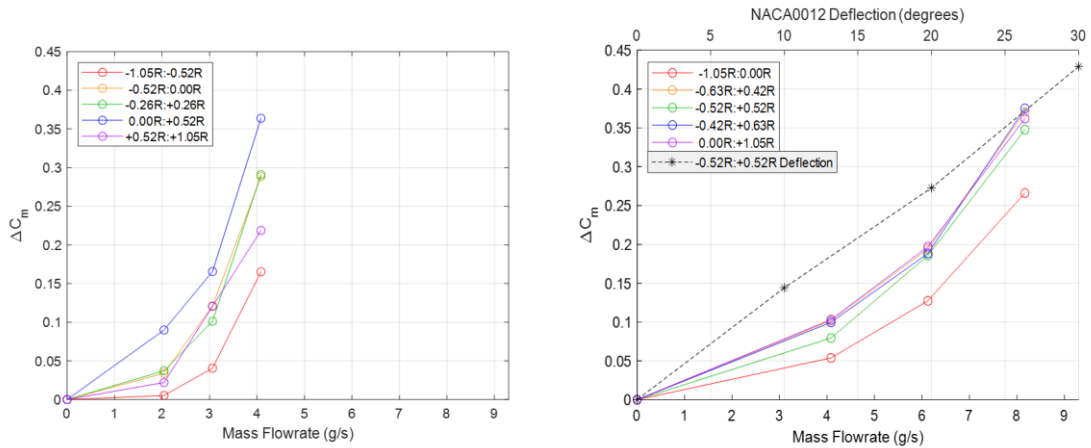 0.45
0.4
0.35
0.3
0.25
0.2
0.15
0.1
0.05
0
ΔC_m
-1.05R:-0.52R
-0.52R:0.00R
-0.26R:+0.26R
0.00R:+0.52R
+0.52R:+1.05R
0 1 2 3 4 5 6 7 8 9
Mass Flowrate (g/s)
NACA0012 Deflection (degrees)
0 5 10 15 20 25 30
0.45
0.4
0.35
0.3
0.25
0.2
0.15
0.1
0.05
0
ΔC_m
-1.05R:0.00R
-0.63R:+0.42R
-0.52R:+0.52R
-0.42R:+0.63R
0.00R:+1.05R
-0.52R:+0.52R Deflection
0 1 2 3 4 5 6 7 8 9
Mass Flowrate (g/s)